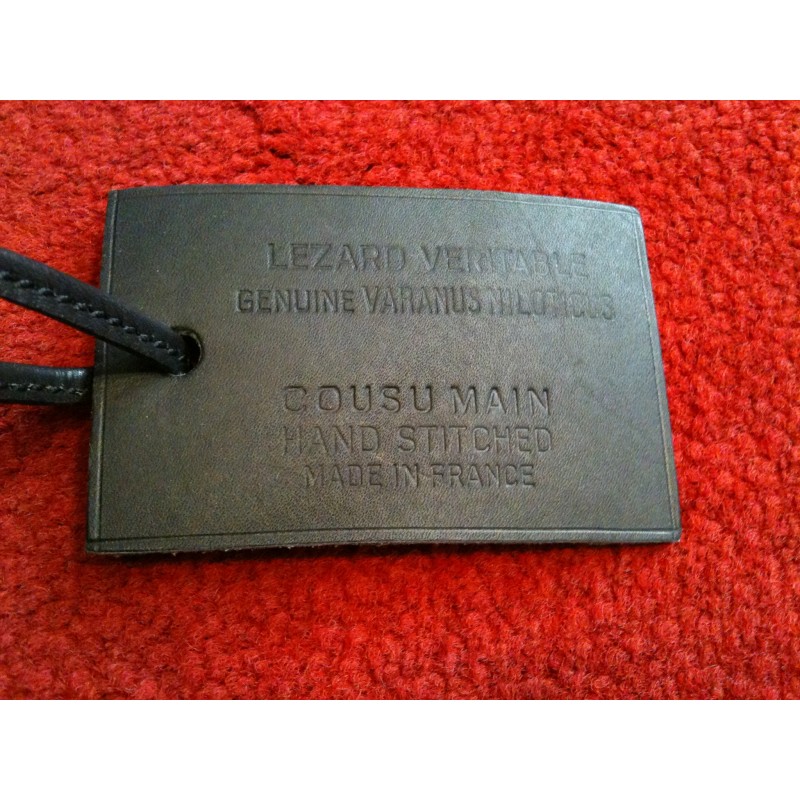 LEZARD VERITABLE
GENUINE VARANUS NILOTICUS
COUSU MAIN
HAND STITCHED
MADE IN FRANCE